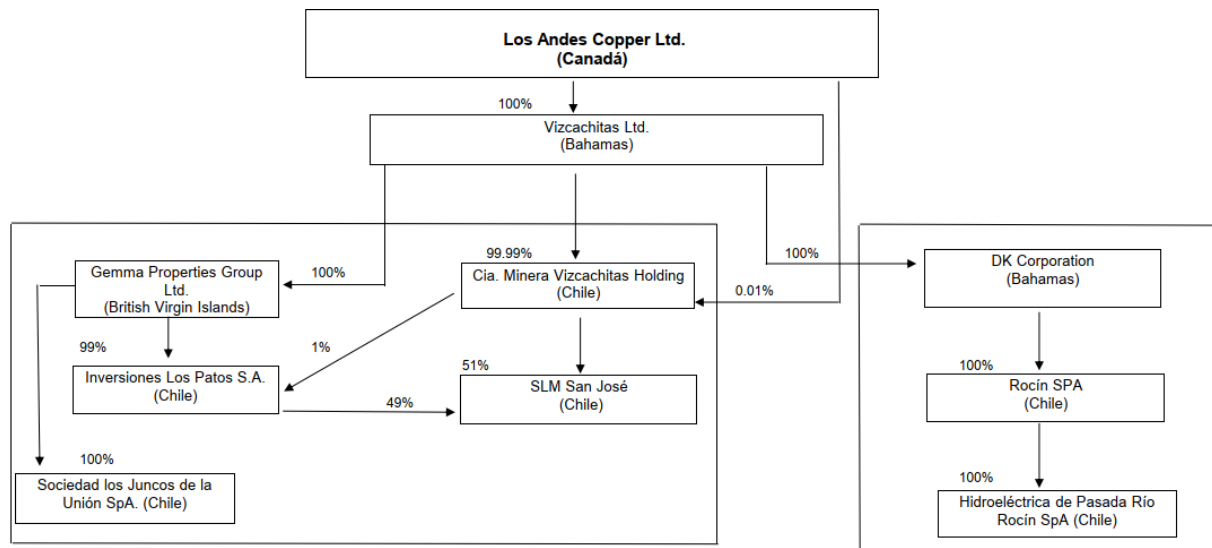 Los Andes Copper Ltd.
(Canadá)
100%
Vizcachitas Ltd.
(Bahamas)
Gemma Properties Group
Ltd.
(British Virgin Islands)
100%
99.99%
Cia. Minera Vizcachitas Holding
(Chile)
0.01%
100%
DK Corporation
(Bahamas)
99%
Inversiones Los Patos S.A.
(Chile)
1%
49%
51%
SLM San José
(Chile)
100%
Rocín SPA
(Chile)
100%
Sociedad los Juncos de la
Unión SpA. (Chile)
100%
Hidroeléctrica de Pasada Río
Rocín SpA (Chile)